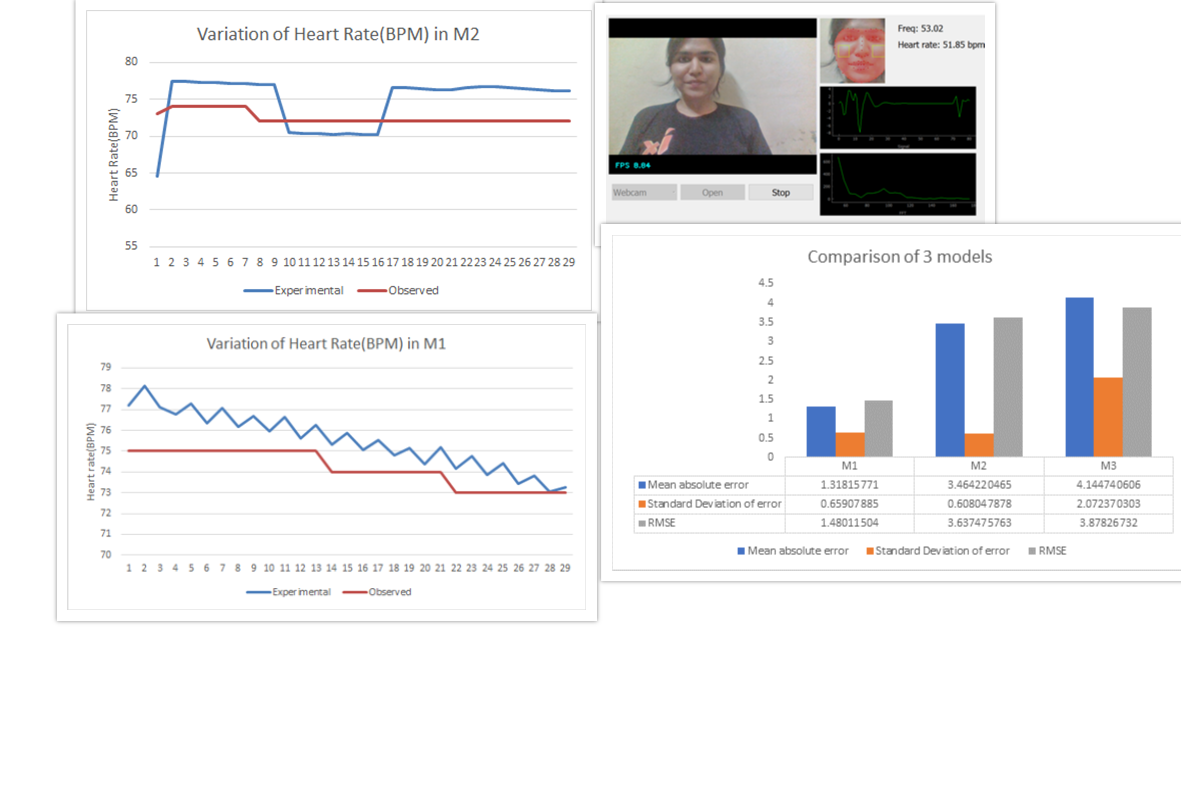 Variation of Heart Rate(BPM) in M2
Heart Rate(BPM)
80
75
70
65
60
55
1 2 3 4 5 6 7 8 9 10 11 12 13 14 15 16 17 18 19 20 21 22 23 24 25 26 27 28 29
Experimental Observed
Freq: 53.02
Heart rate: 51.85 bpm
FPS 8.84
Webcam Open Stop
Signal
FFT
Variation of Heart Rate(BPM) in M1
Heart rate(BPM)
79
78
77
76
75
74
73
72
71
70
1 2 3 4 5 6 7 8 9 10 11 12 13 14 15 16 17 18 19 20 21 22 23 24 25 26 27 28 29
Experimental Observed
Comparison of 3 models
4.5
4
3.5
3
2.5
2
1.5
1
0.5
0
M1 M2 M3
Mean absolute error 1.31815771 3.464220465 4.144740606
Standard Deviation of error 0.65907885 0.608047878 2.072370303
RMSE 1.48011504 3.637475763 3.87826732
Mean absolute error Standard Deviation of error RMSE